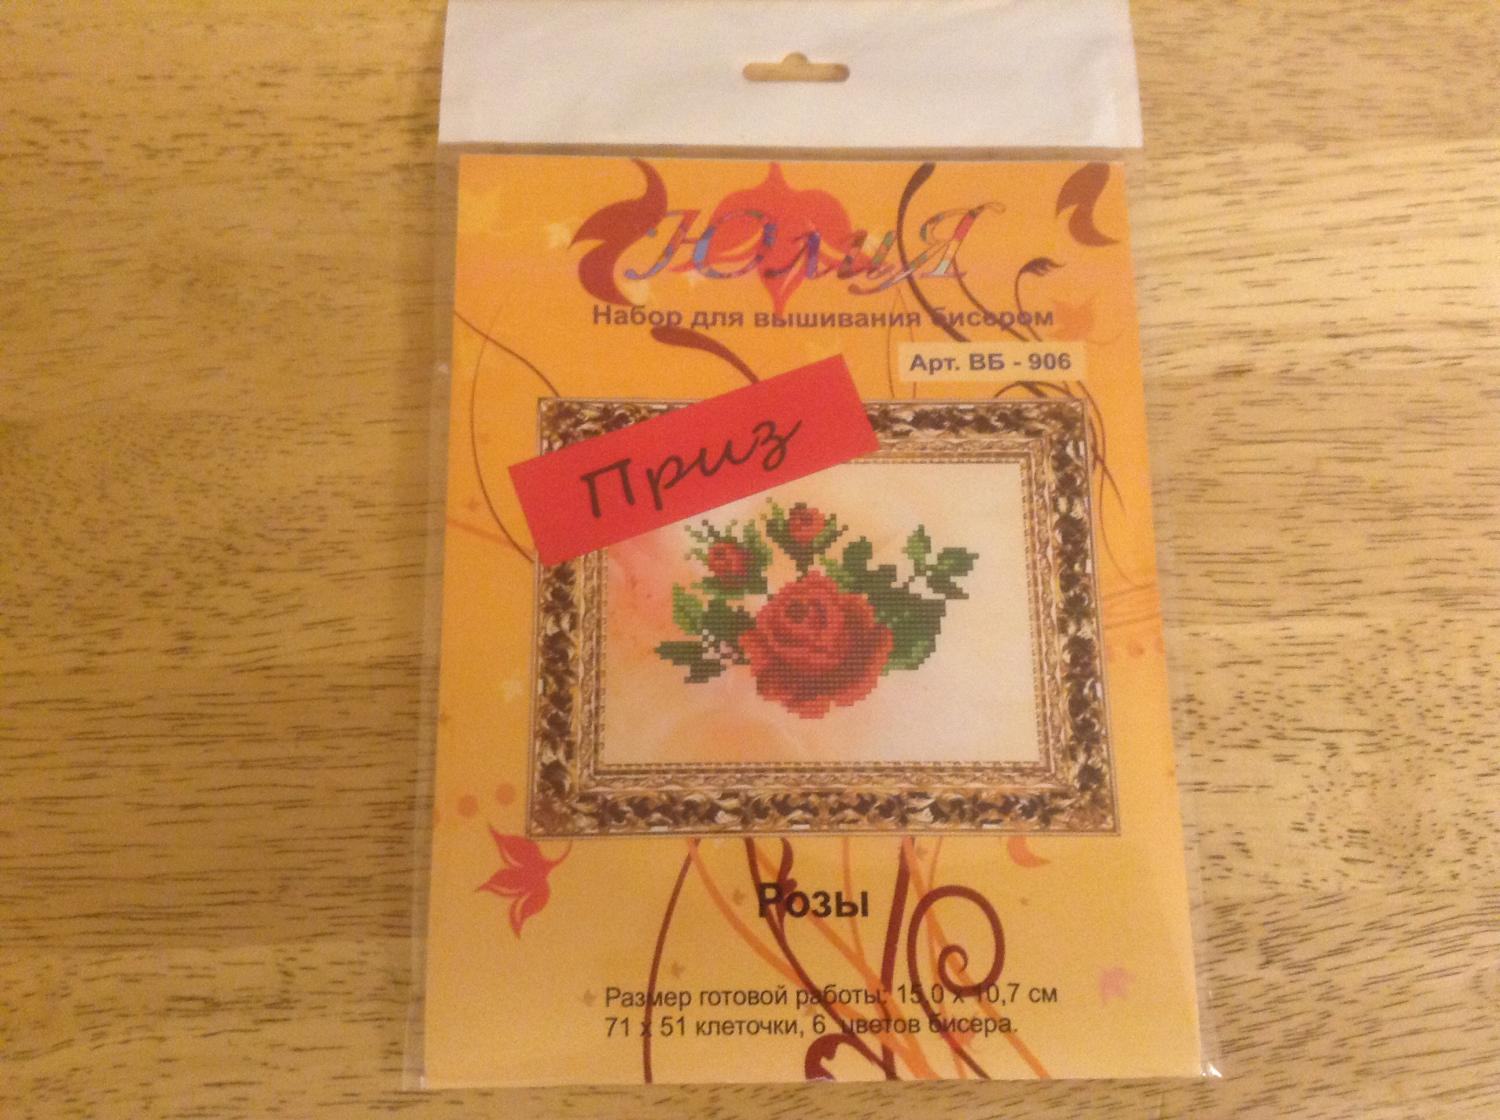 ЮлиЯ
Набор для вышивания бисером
Арт. ВБ - 906
Приз
Розы
Размер готовой работы: 15,0 х 10,7 см
71 х 51 клеточки, 6 цветов бисера.